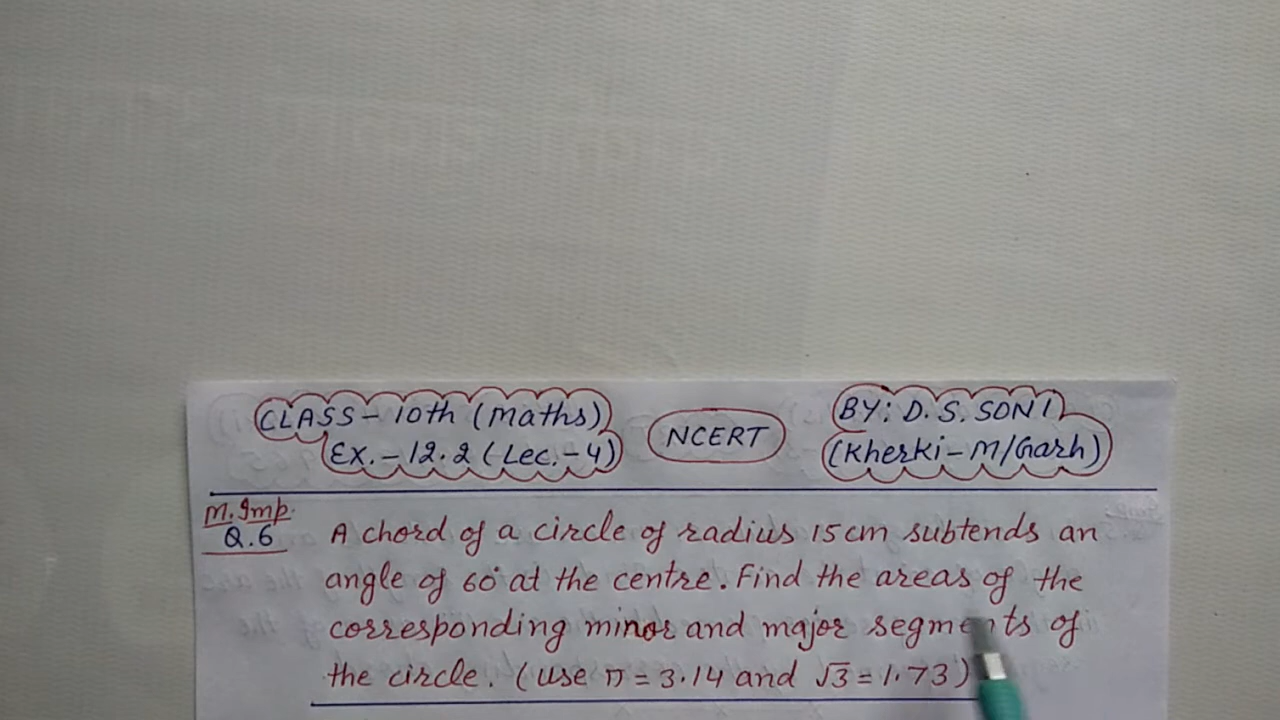 CLASS - 10th (Maths)
Ex. - 12.2 (Lec. - 4)
NCERT
BY: D. S. SONI
(Kherki - M/Garh)
M. Imp.
Q. 6
A chord of a circle of radius 15 cm subtends an
angle of 60° at the centre. Find the areas of the
corresponding minor and major segments of
the circle. (use π = 3.14 and √3 = 1.73)